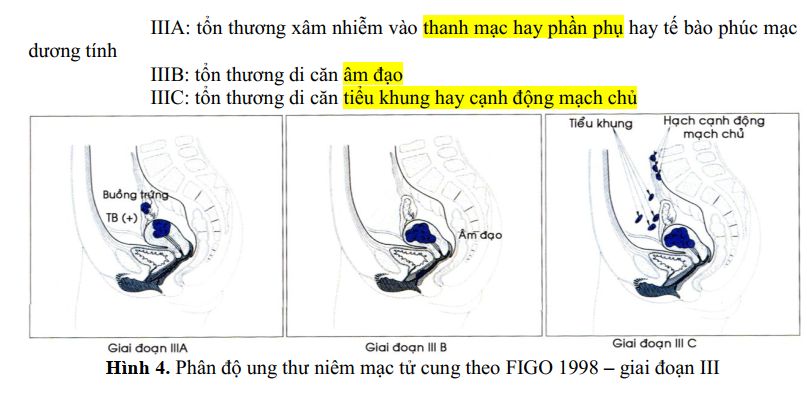 IIIA: tổn thương xâm nhiễm vào thanh mạc hay phần phụ hay tế bào phúc mạc
dương tính
IIIB: tổn thương di căn âm đạo
IIIC: tổn thương di căn tiểu khung hay cạnh động mạch chủ
Buồng trứng
TB (+)
Giai đoạn IIIA
Âm đạo
Giai đoạn III B
Tiểu khung
Hạch cạnh động
mạch chủ
Giai đoạn III C
Hình 4. Phân độ ung thư niêm mạc tử cung theo FIGO 1998 – giai đoạn III